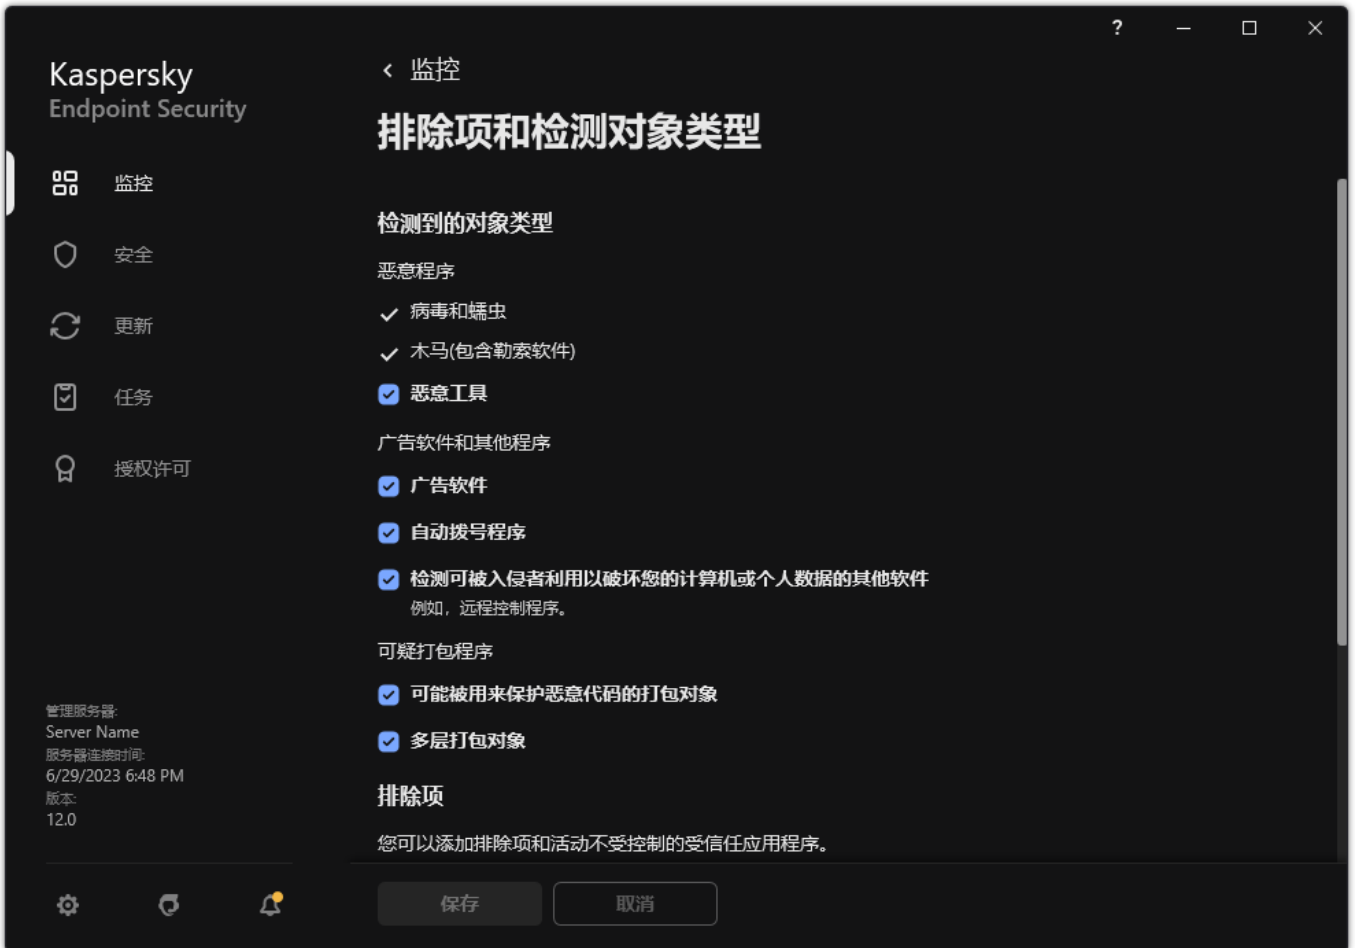 ?
Kaspersky
Endpoint Security
监控
安全
更新
任务
授权许可
管理服务器:
Server Name
服务器连接时间:
6/29/2023 6:48 PM
版本:
12.0
监控
排除项和检测对象类型
检测到的对象类型
恶意程序
病毒和蠕虫
木马(包含勒索软件)
恶意工具
广告软件和其他程序
广告软件
自动拨号程序
检测可被入侵者利用以破坏您的计算机或个人数据的其他软件
例如，远程控制程序。
可疑打包程序
可能被用来保护恶意代码的打包对象
多层打包对象
排除项
您可以添加排除项和活动不受控制的受信任应用程序。
保存
取消